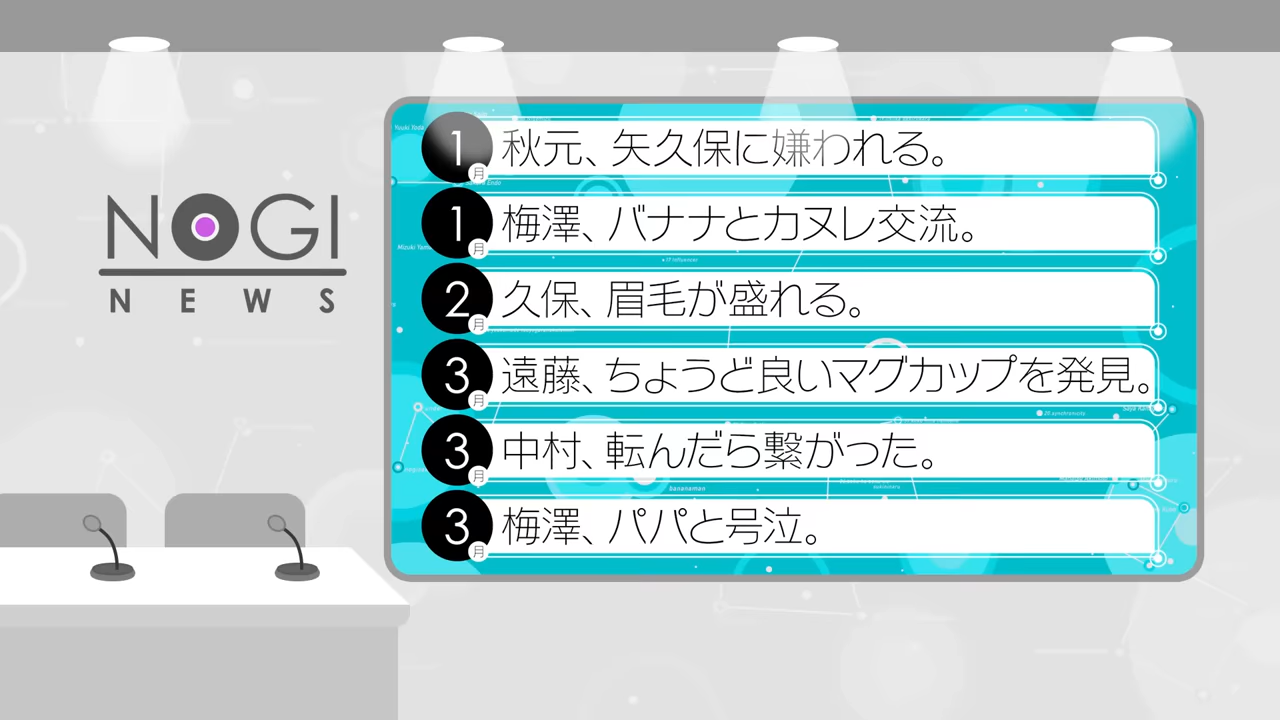 NOGI
NEWS
1月 秋元、矢久保に嫌われる。
1月 梅澤、バナナとカヌレ交流。
2月 久保、眉毛が盛れる。
3月 遠藤、ちょうど良いマグカップを発見。
3月 中村、転んだら繋がった。
3月 梅澤、パパと号泣。
bananaman